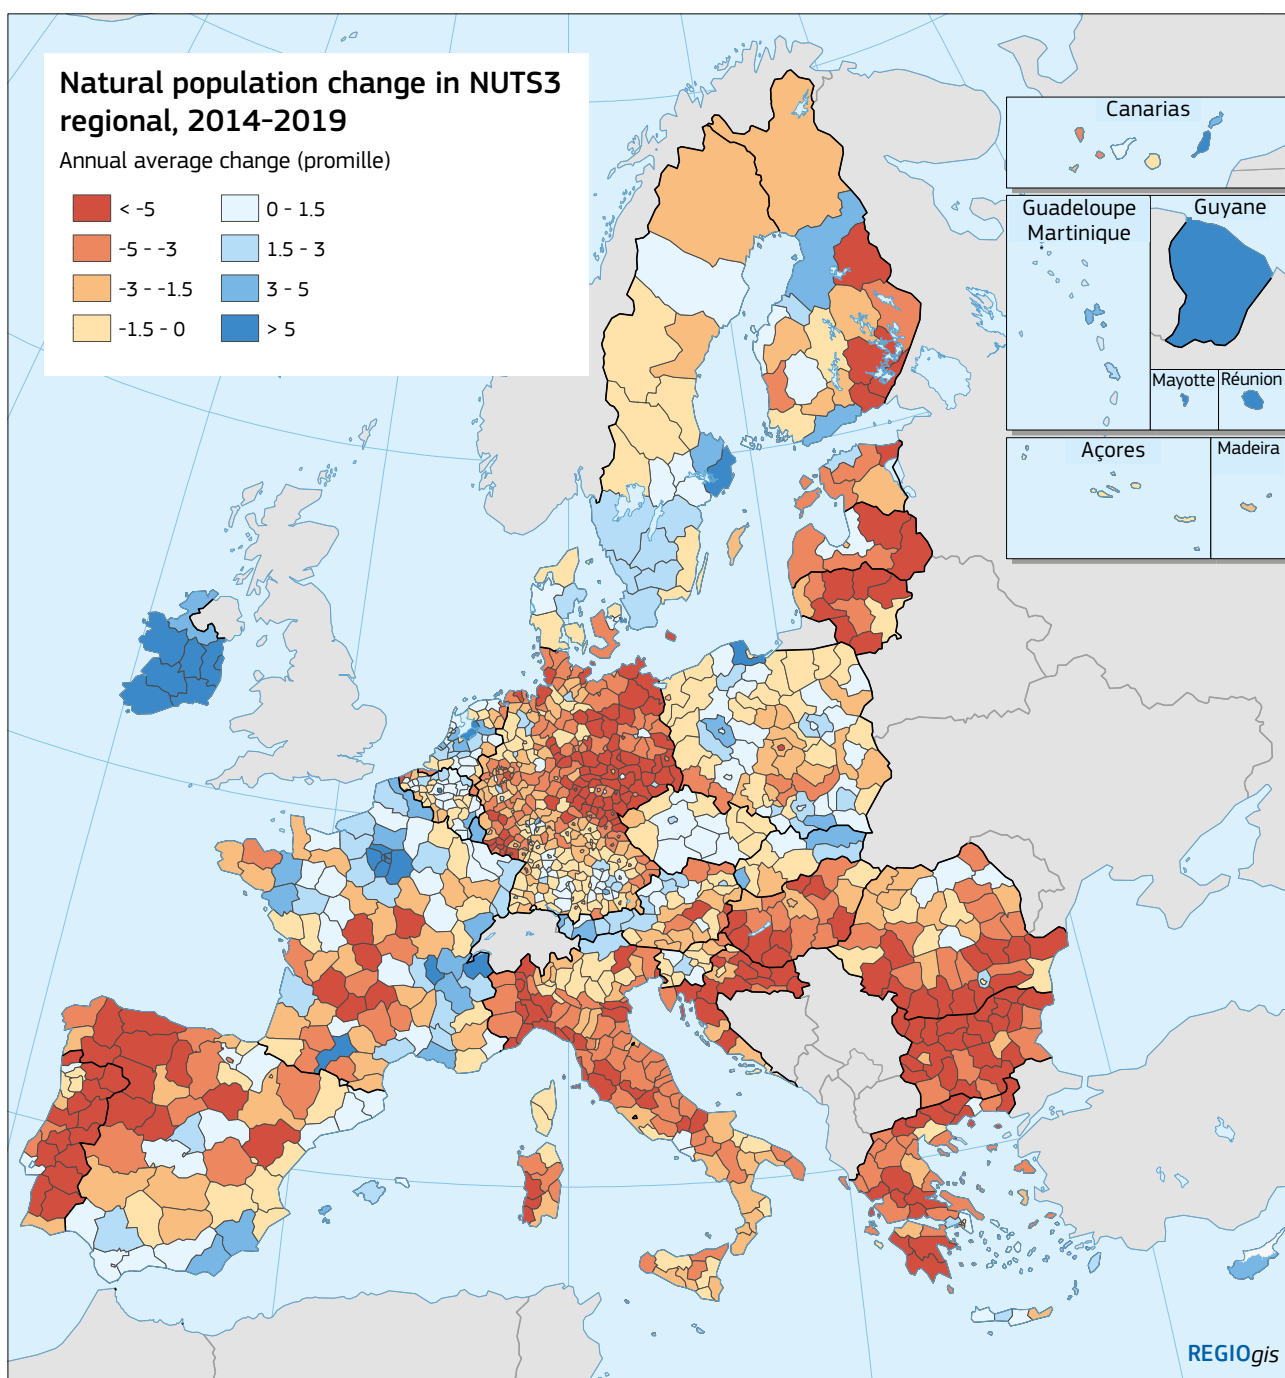 Natural population change in NUTS3
regional, 2014-2019
Annual average change (promille)
< -5
-5 - -3
-3 - -1.5
-1.5 - 0
0 - 1.5
1.5 - 3
3 - 5
> 5
Canarias
Guadeloupe
Martinique
Guyane
Mayotte
Réunion
Açores
Madeira
REGIOgis